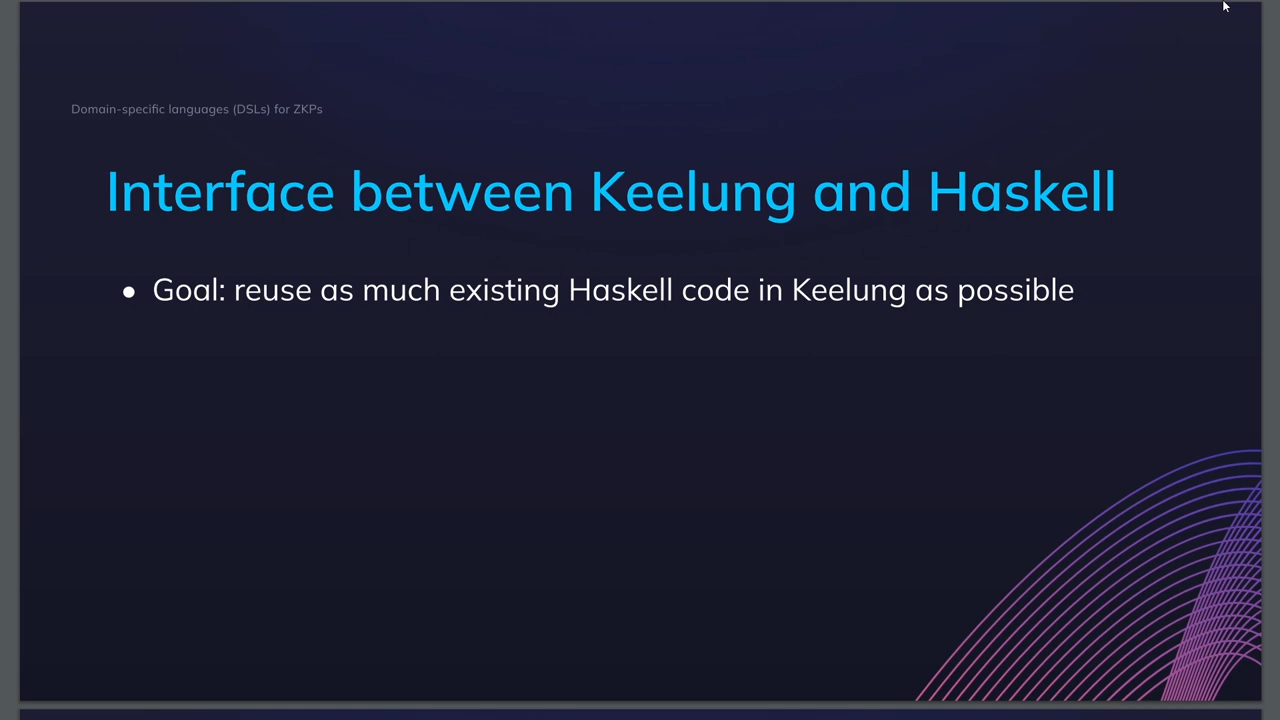 Domain-specific languages (DSLs) for ZKPs
Interface between Keelung and Haskell
• Goal: reuse as much existing Haskell code in Keelung as possible